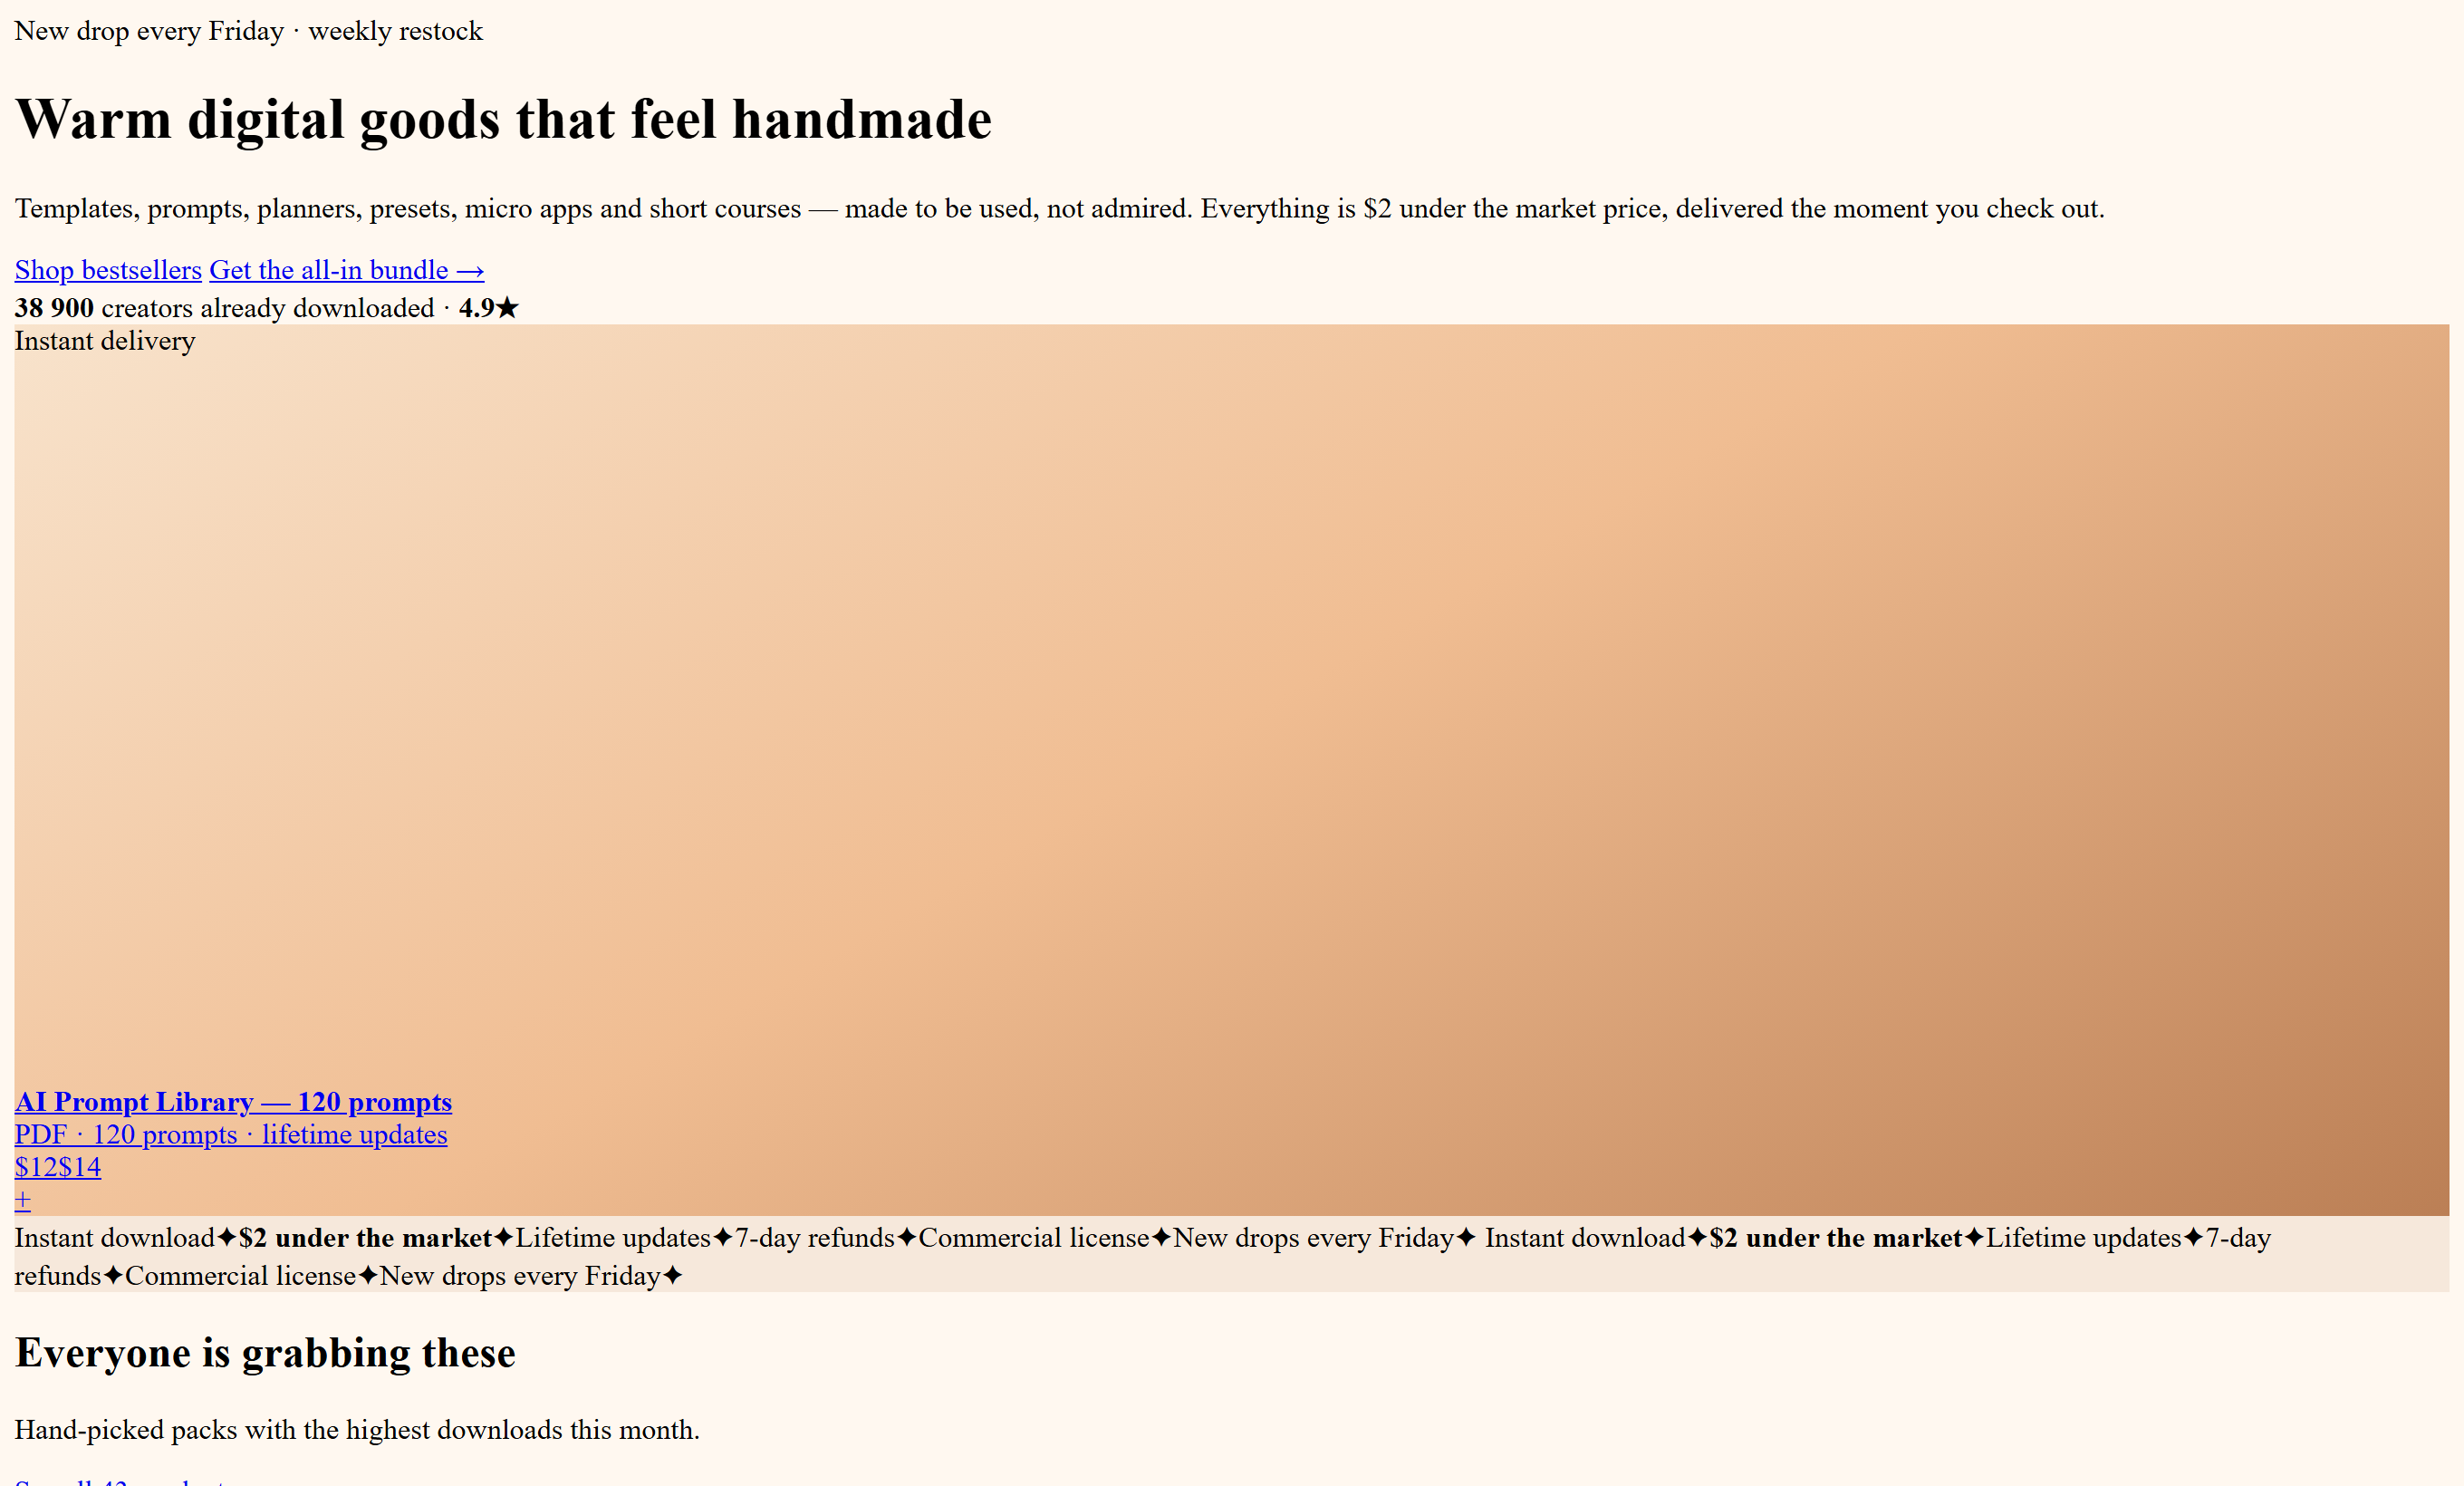 New drop every Friday · weekly restock
Warm digital goods that feel handmade
Templates, prompts, planners, presets, micro apps and short courses — made to be used, not admired. Everything is $2 under the market price, delivered the moment you check out.
Shop bestsellers Get the all-in bundle →
38 900 creators already downloaded · 4.9★
Instant delivery
AI Prompt Library — 120 prompts
PDF · 120 prompts · lifetime updates
$12$14
+
Instant download✦$2 under the market✦Lifetime updates✦7-day refunds✦Commercial license✦New drops every Friday✦ Instant download✦$2 under the market✦Lifetime updates✦7-day
refunds✦Commercial license✦New drops every Friday✦
Everyone is grabbing these
Hand-picked packs with the highest downloads this month.